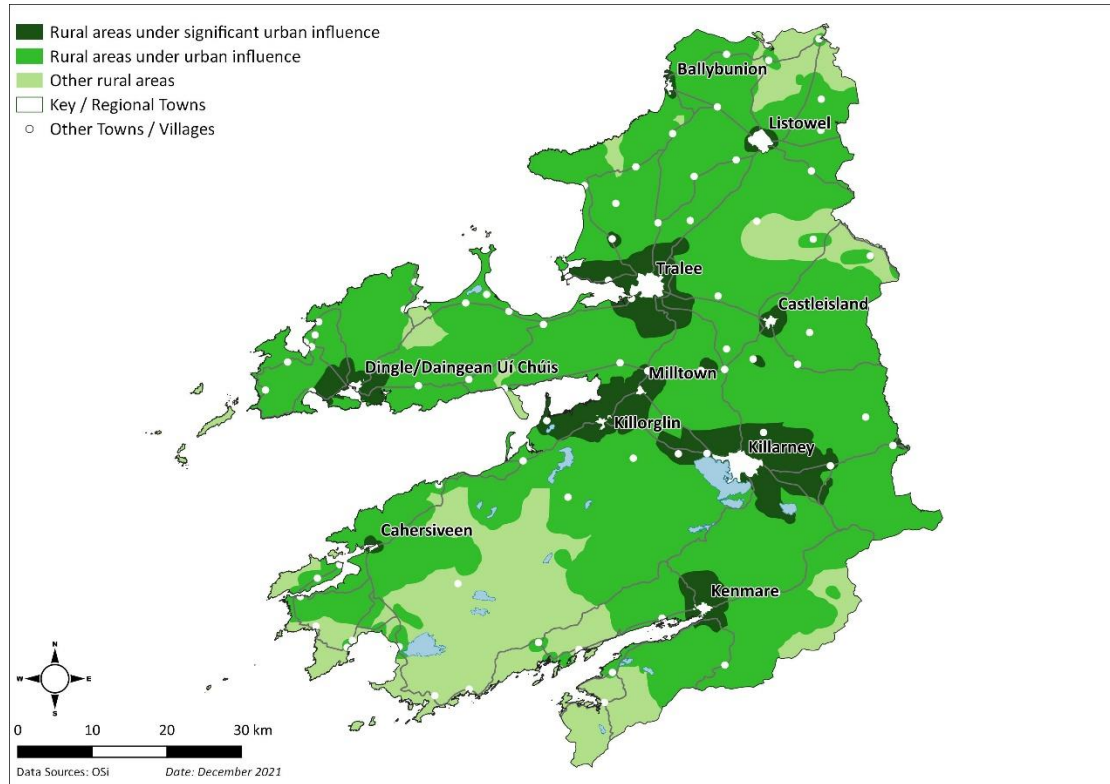 Rural areas under significant urban influence
Rural areas under urban influence
Other rural areas
Key / Regional Towns
Other Towns / Villages
Ballybunion
Listowel
Tralee
Castleisland
Dingle/Daingean Uí Chúis
Milltown
Killorglin
Killarney
Cahersiveen
Kenmare
N
W E
S
0 10 20 30 km
Data Sources: OSi Date: December 2021